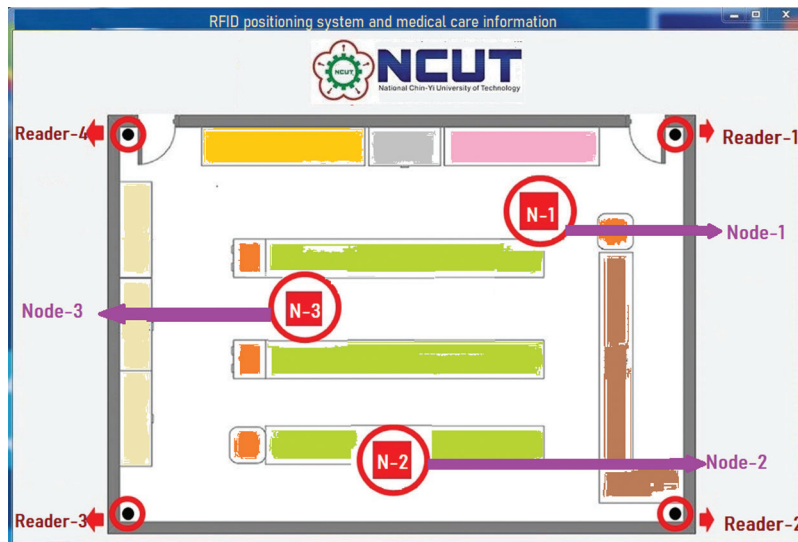 RFID positioning system and medical care information
NCUT
NCUT
National Chin-Yi University of Technology
Reader-4
Reader-1
N-1
Node-1
Node-3
N-3
N-2
Node-2
Reader-3
Reader-2